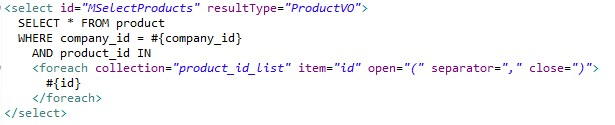 <select id="MSelectProducts" resultType="ProductVO">
SELECT * FROM product
WHERE company_id = #{company_id}
AND product_id IN
<foreach collection="product_id_list" item="id" open="(" separator="," close=")">
#{id}
</foreach>
</select>